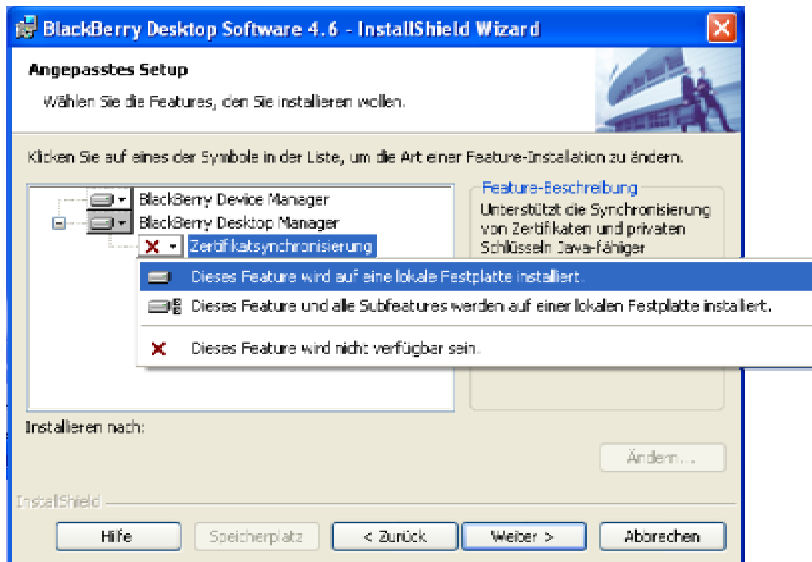 BlackBerry Desktop Software 4.6 - InstallShield Wizard
Angepasstes Setup
Wählen Sie die Features, den Sie installieren wollen.
Klicken Sie auf eines der Symbole in der Liste, um die Art einer Feature-Installation zu ändern.
BlackBerry Device Manager
BlackBerry Desktop Manager
Zertifikatsynchronisierung
Feature-Beschreibung
Unterstützt die Synchronisierung
von Zertifikaten und privaten
Schlüsseln Java-fähiger
Dieses Feature wird auf eine lokale Festplatte installiert.
Dieses Feature und alle Subfeatures werden auf einer lokalen Festplatte installiert.
Dieses Feature wird nicht verfügbar sein.
Installieren nach:
Ändern...
InstallShield
Hilfe
Speicherplatz
< Zurück
Weiter >
Abbrechen